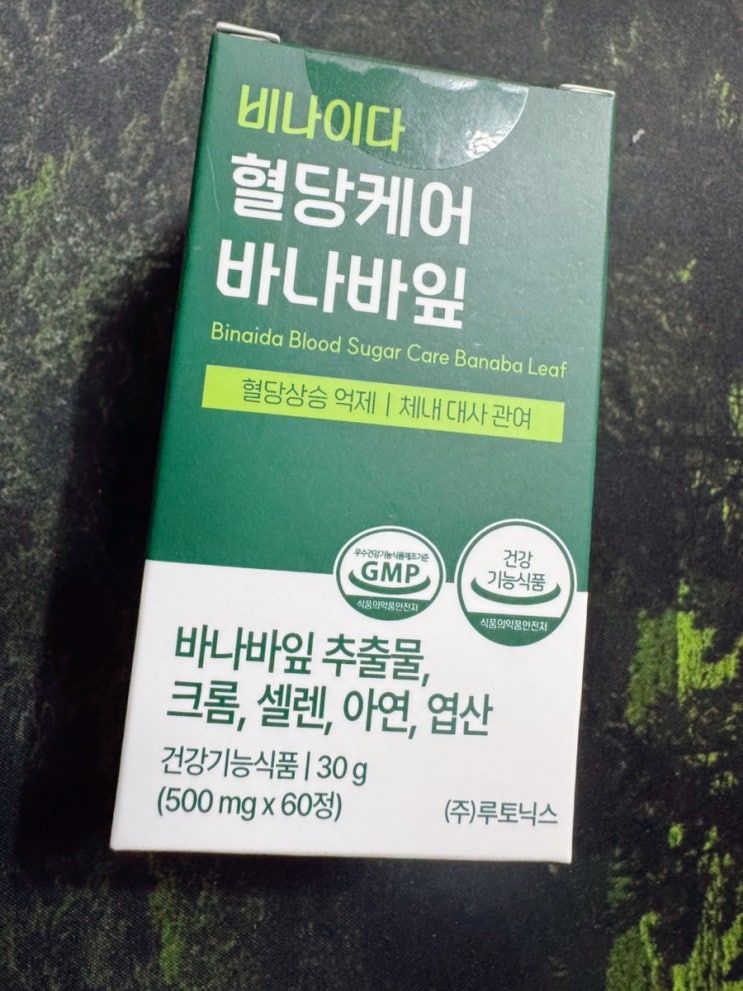 비나이다
혈당케어
바나바잎
Binaida Blood Sugar Care Banaba Leaf
혈당상승 억제 | 체내 대사 관여
우수건강기능식품제조기준
GMP
식품의약품안전처
건강
기능식품
식품의약품안전처
바나바잎 추출물,
크롬, 셀렌, 아연, 엽산
건강기능식품 | 30 g
(500 mg x 60정)
(주)루토닉스